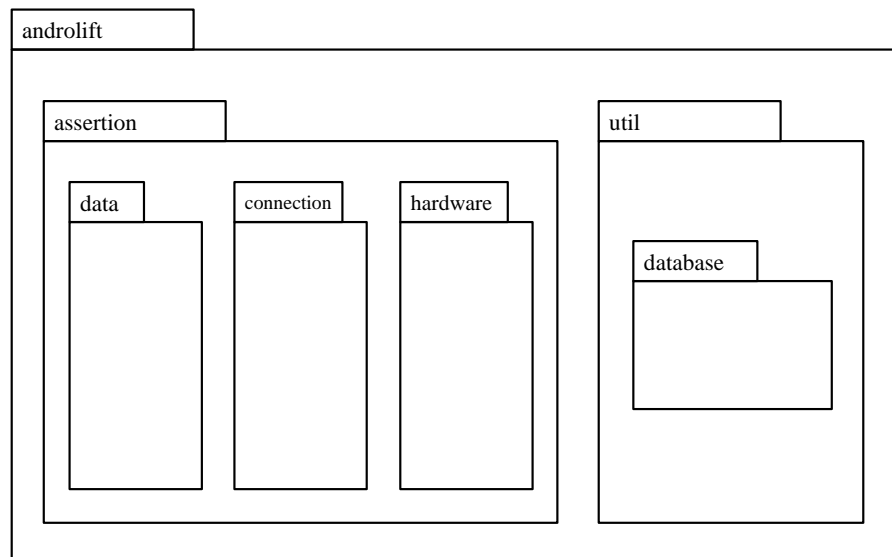 androlift
assertion
util
data
connection
hardware
database